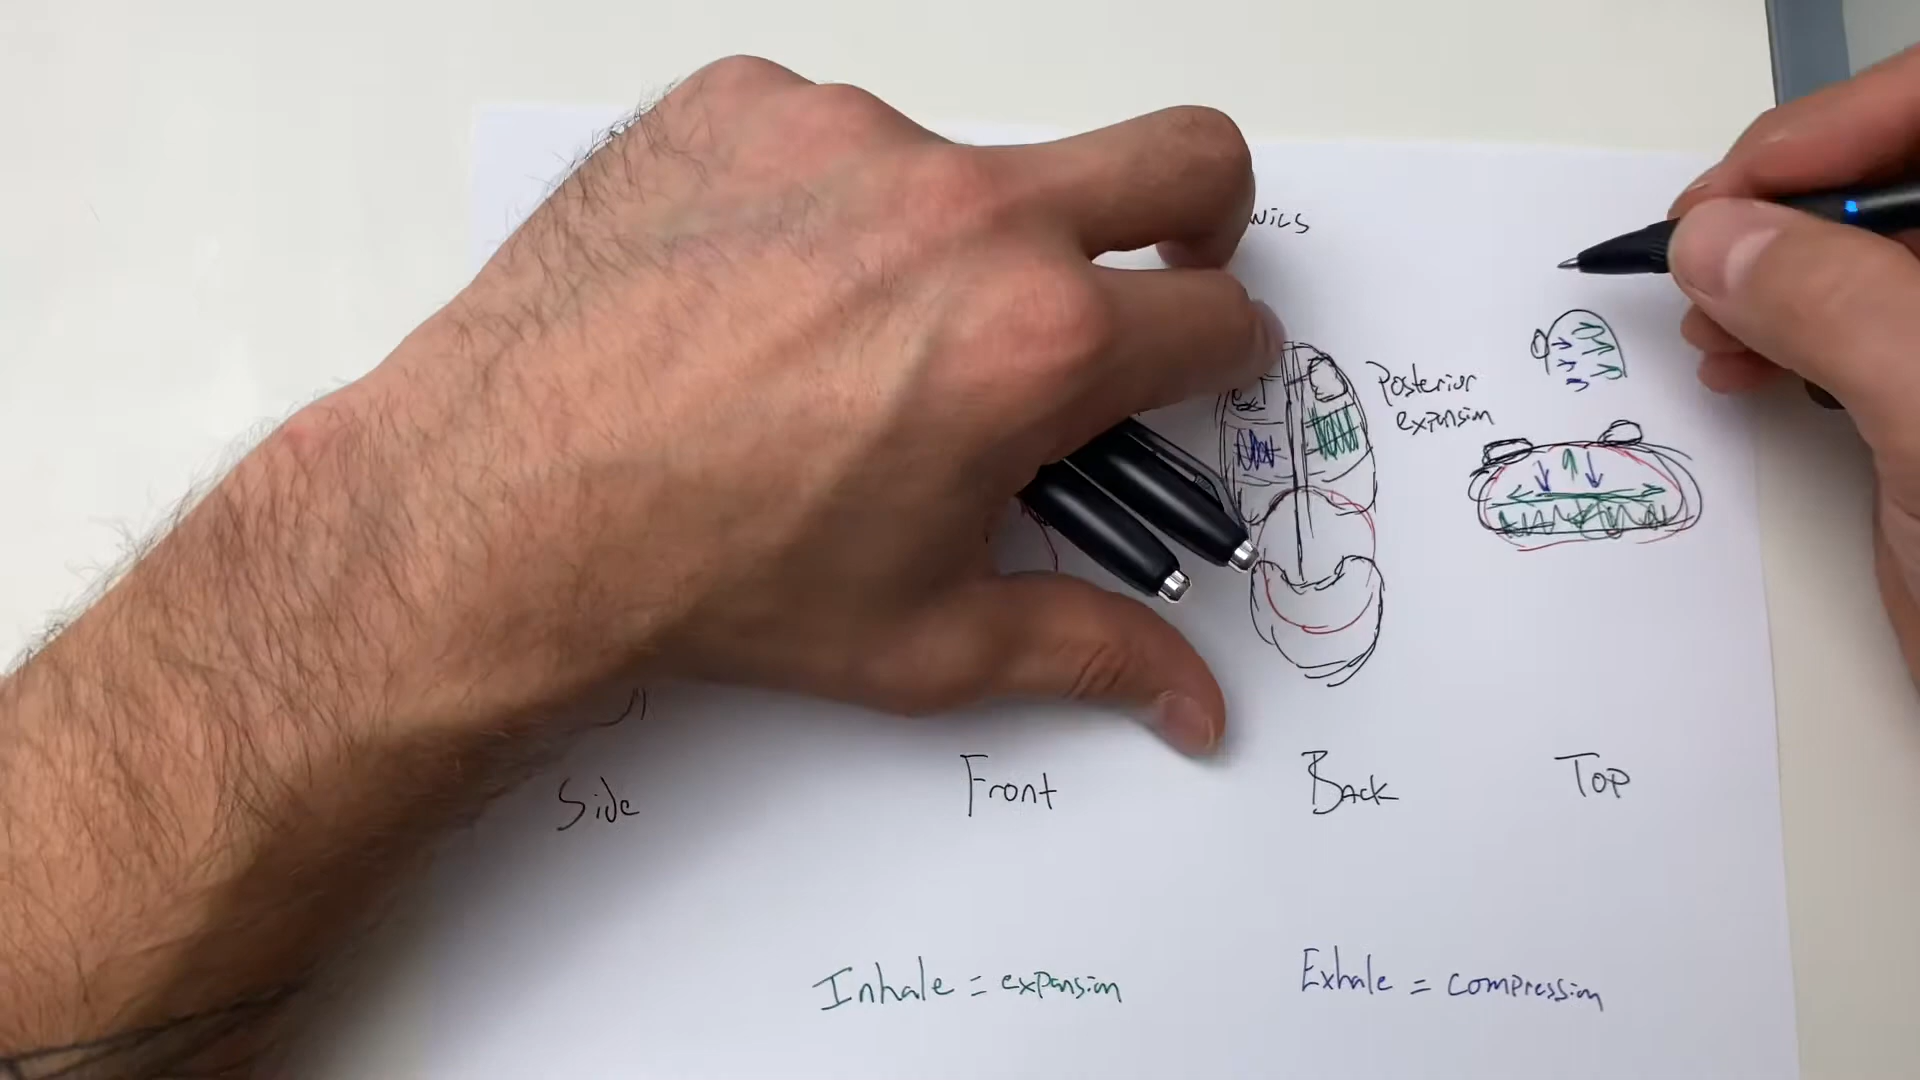 Posterior
expansion
Side
Front
Back
Top
Inhale = expansion
Exhale = compression